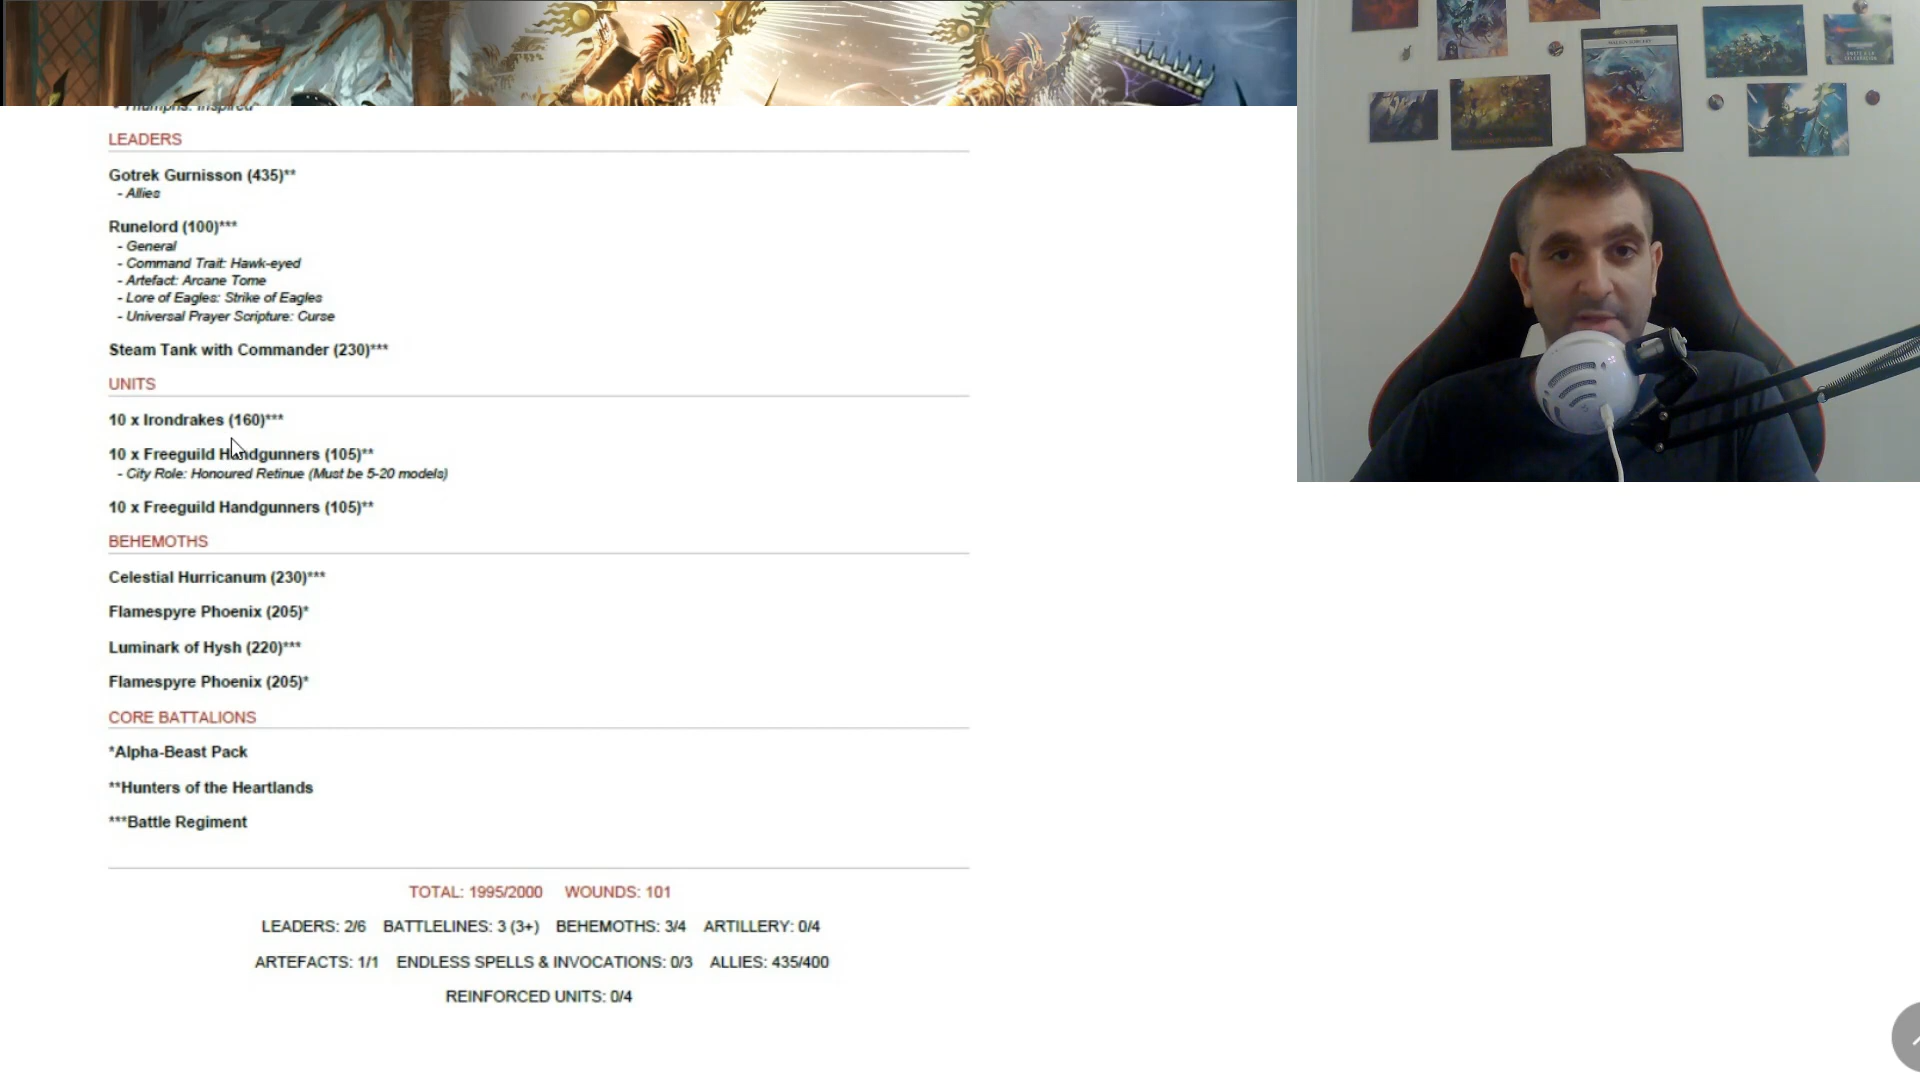 - Triumphs: Inspired
LEADERS
Gotrek Gurnisson (435)**
- Allies
Runelord (100)***
- General
- Command Trait: Hawk-eyed
- Artefact: Arcane Tome
- Lore of Eagles: Strike of Eagles
- Universal Prayer Scripture: Curse
Steam Tank with Commander (230)***
UNITS
10 x Irondrakes (160)***
10 x Freeguild Handgunners (105)**
- City Role: Honoured Retinue (Must be 5-20 models)
10 x Freeguild Handgunners (105)**
BEHEMOTHS
Celestial Hurricanum (230)***
Flamespyre Phoenix (205)*
Luminark of Hysh (220)***
Flamespyre Phoenix (205)*
CORE BATTALIONS
*Alpha-Beast Pack
**Hunters of the Heartlands
***Battle Regiment
TOTAL: 1995/2000 WOUNDS: 101
LEADERS: 2/6 BATTLELINES: 3 (3+) BEHEMOTHS: 3/4 ARTILLERY: 0/4
ARTEFACTS: 1/1 ENDLESS SPELLS & INVOCATIONS: 0/3 ALLIES: 435/400
REINFORCED UNITS: 0/4